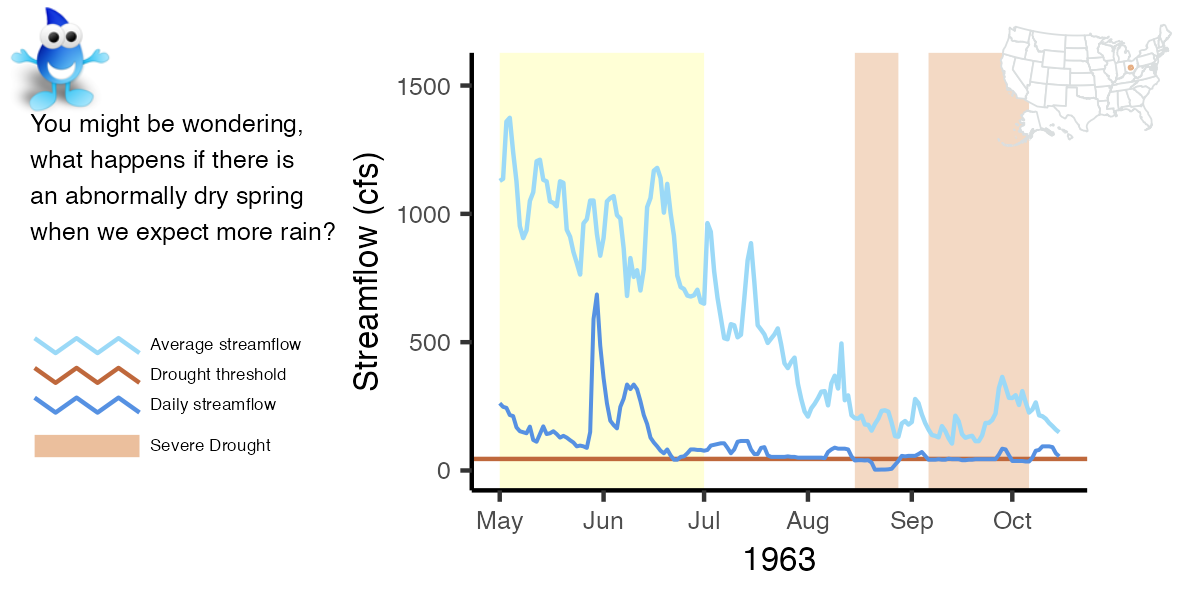 You might be wondering,
what happens if there is
an abnormally dry spring
when we expect more rain?
Average streamflow
Drought threshold
Daily streamflow
Severe Drought
Streamflow (cfs)
1500
1000
500
0
May Jun Jul Aug Sep Oct
1963